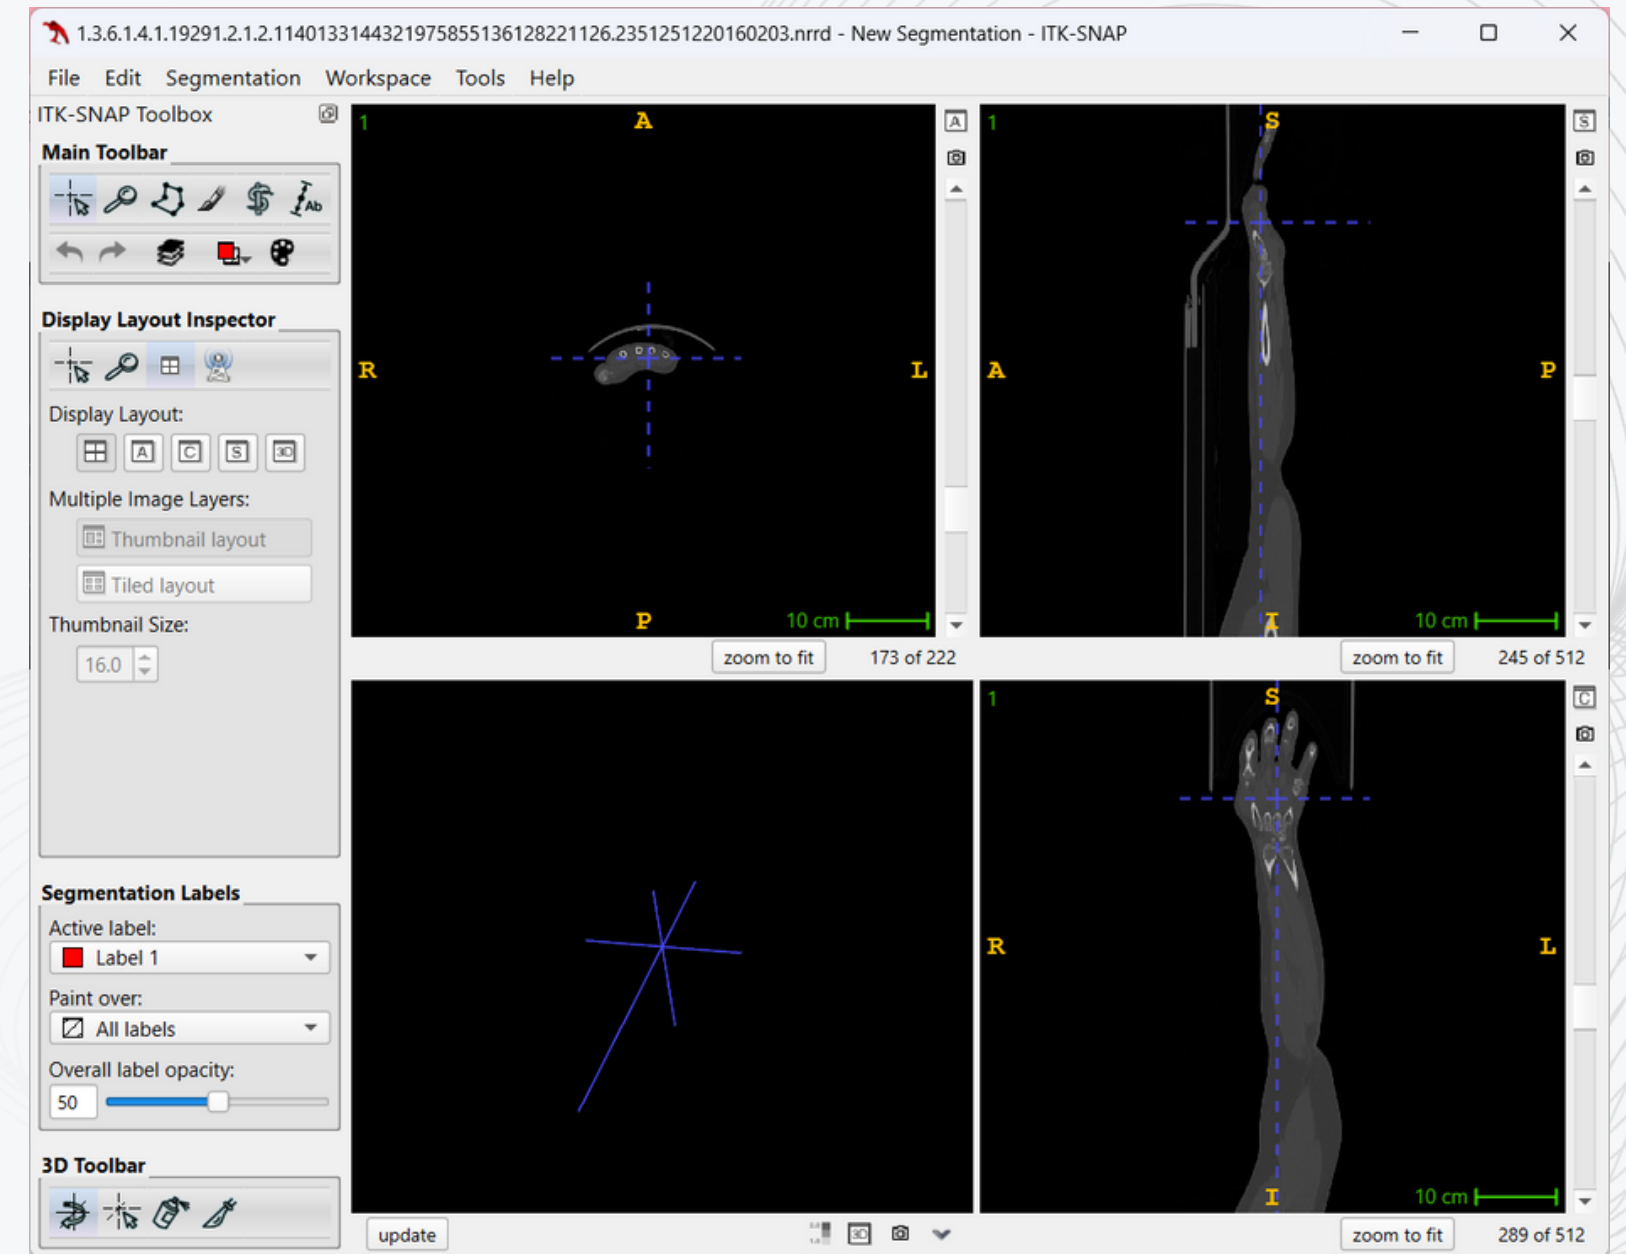 1.3.6.1.4.1.19291.2.1.2.1140133144321975855136128221126.2351251220160203.nrrd - New Segmentation - ITK-SNAP
File Edit Segmentation Workspace Tools Help
ITK-SNAP Toolbox
Main Toolbar
Ab
Display Layout Inspector
Display Layout:
A C S 3D
Multiple Image Layers:
Thumbnail layout
Tiled layout
Thumbnail Size:
16.0
Segmentation Labels
Active label:
Label 1
Paint over:
All labels
Overall label opacity:
50
3D Toolbar
1
A
A
R
L
P
10 cm
zoom to fit
173 of 222
1
S
S
A
P
I
10 cm
zoom to fit
245 of 512
update
3D
1
S
C
R
L
I
10 cm
zoom to fit
289 of 512